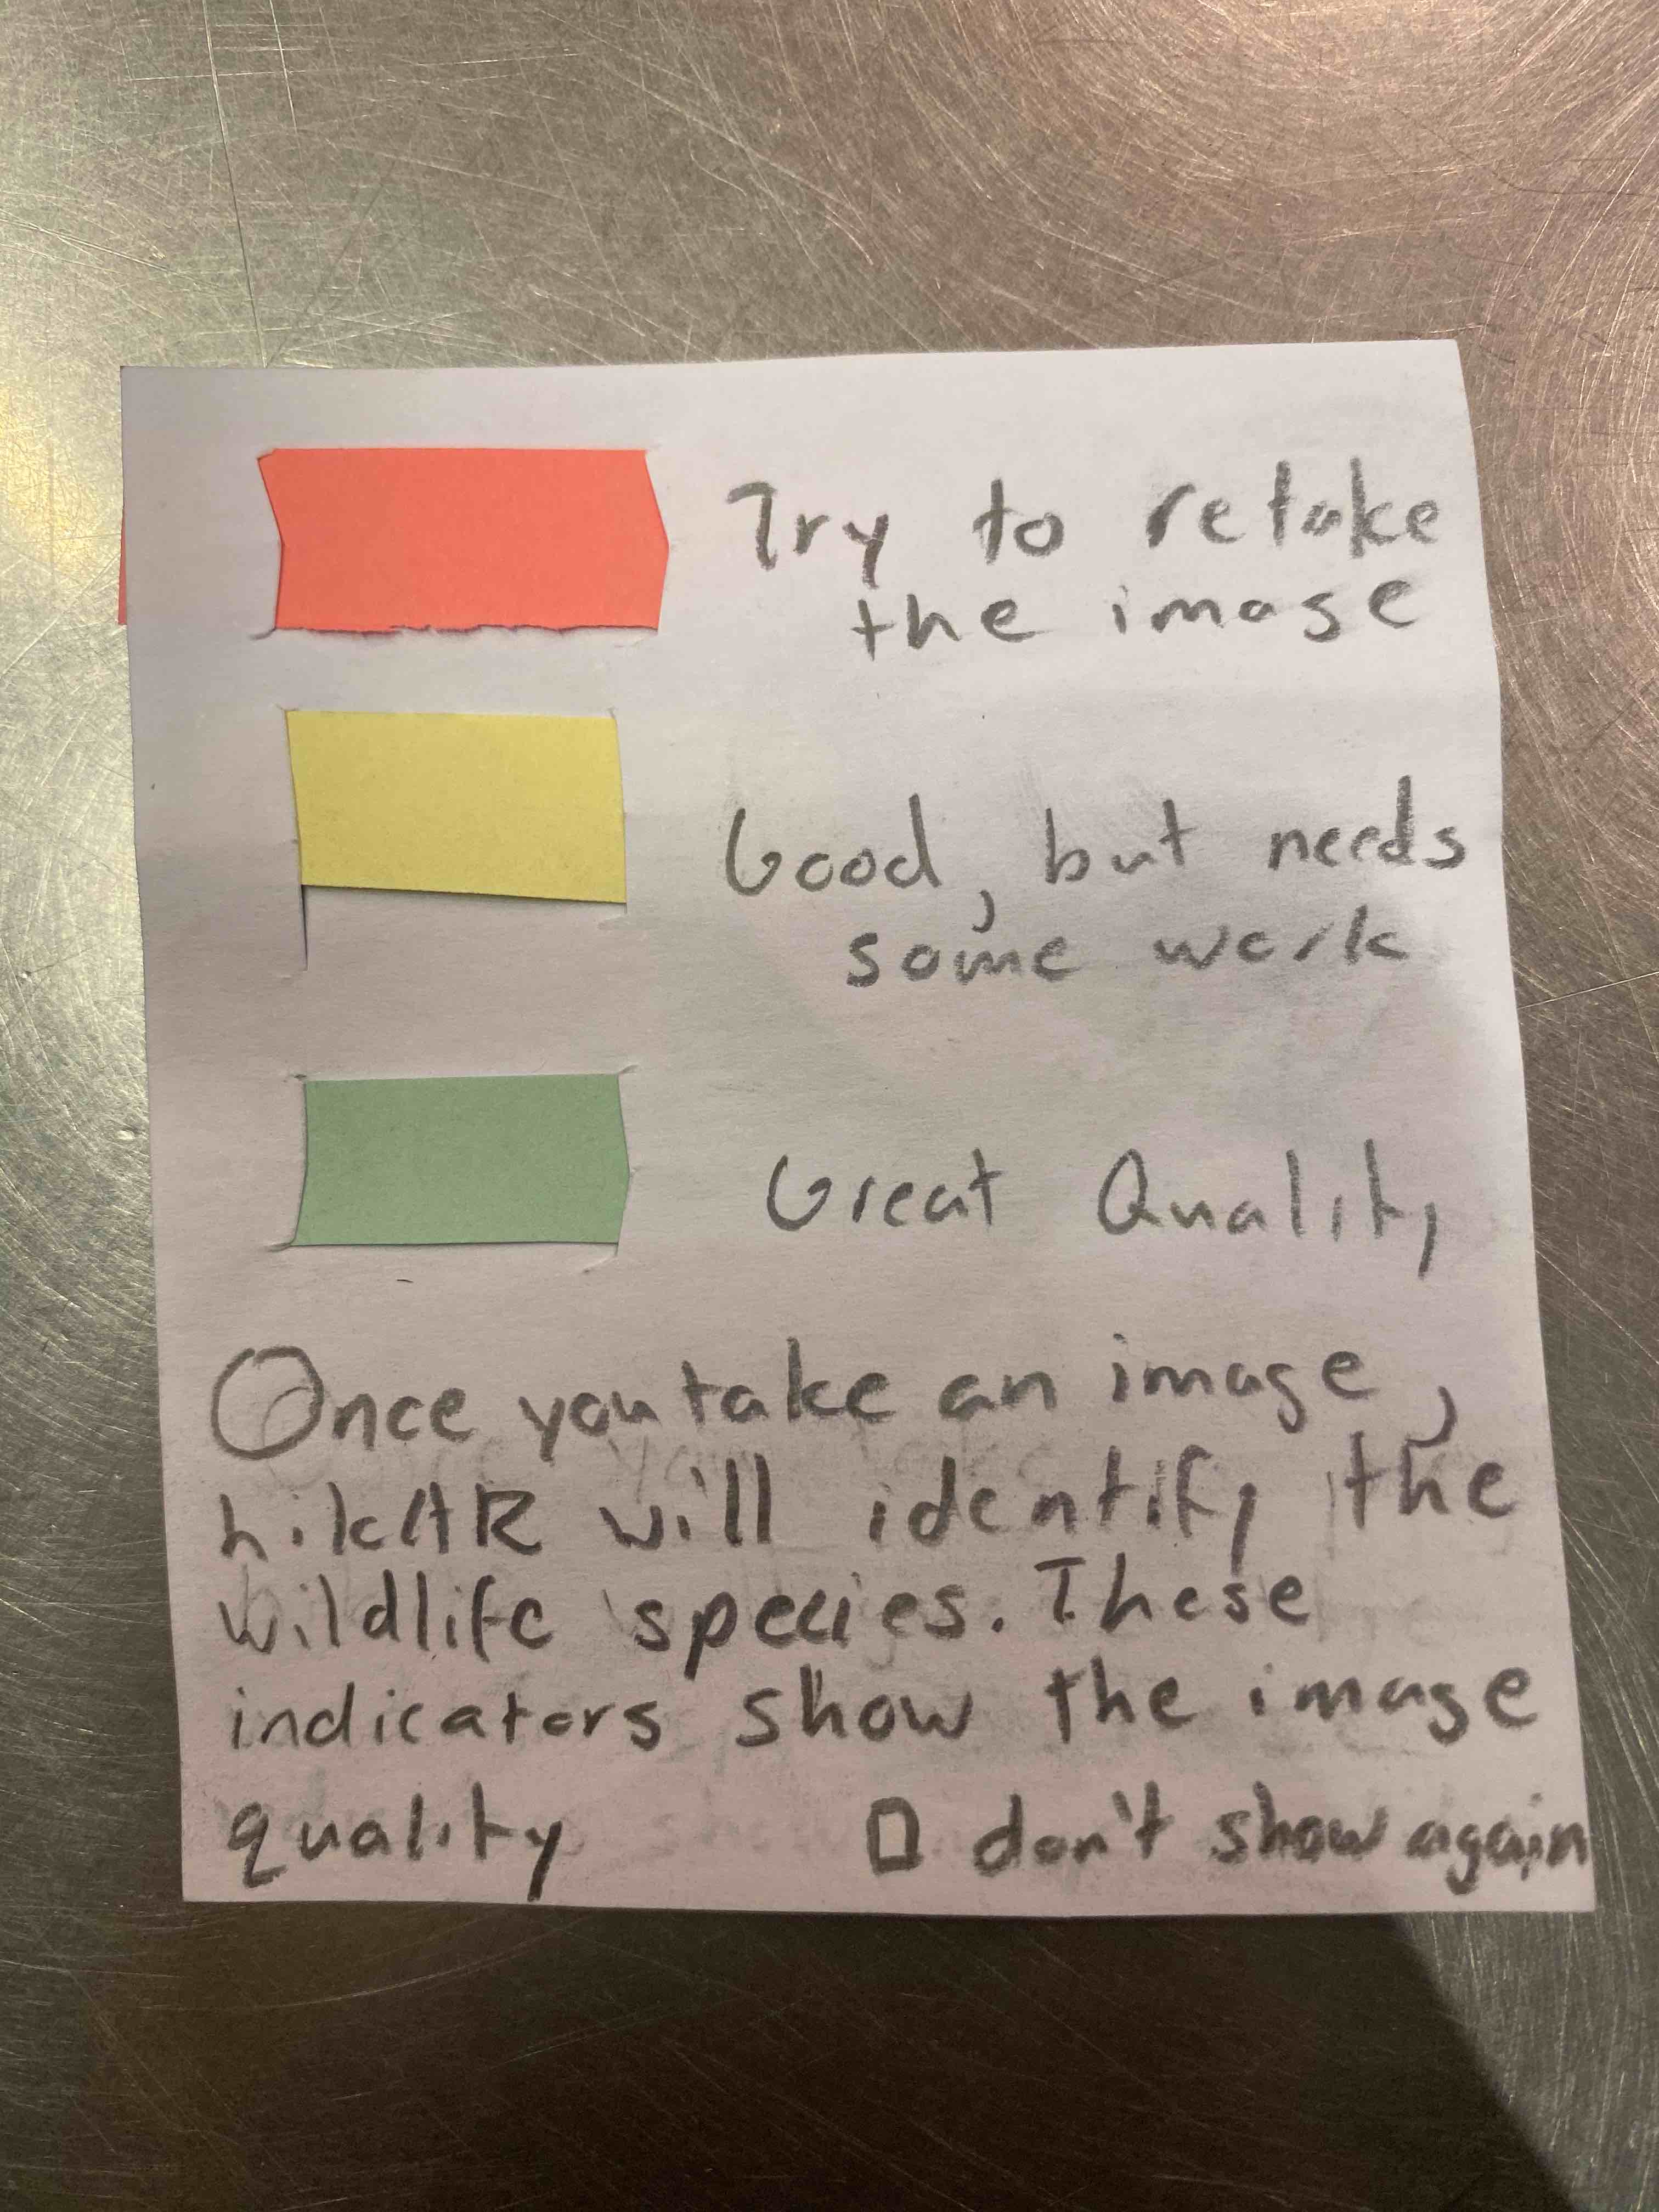 Try to retake
the image
Good, but needs
some work
Great Quality
Once you take an image,
hikAR will identify the
wildlife species. These
indicators show the image
quality
don't show again